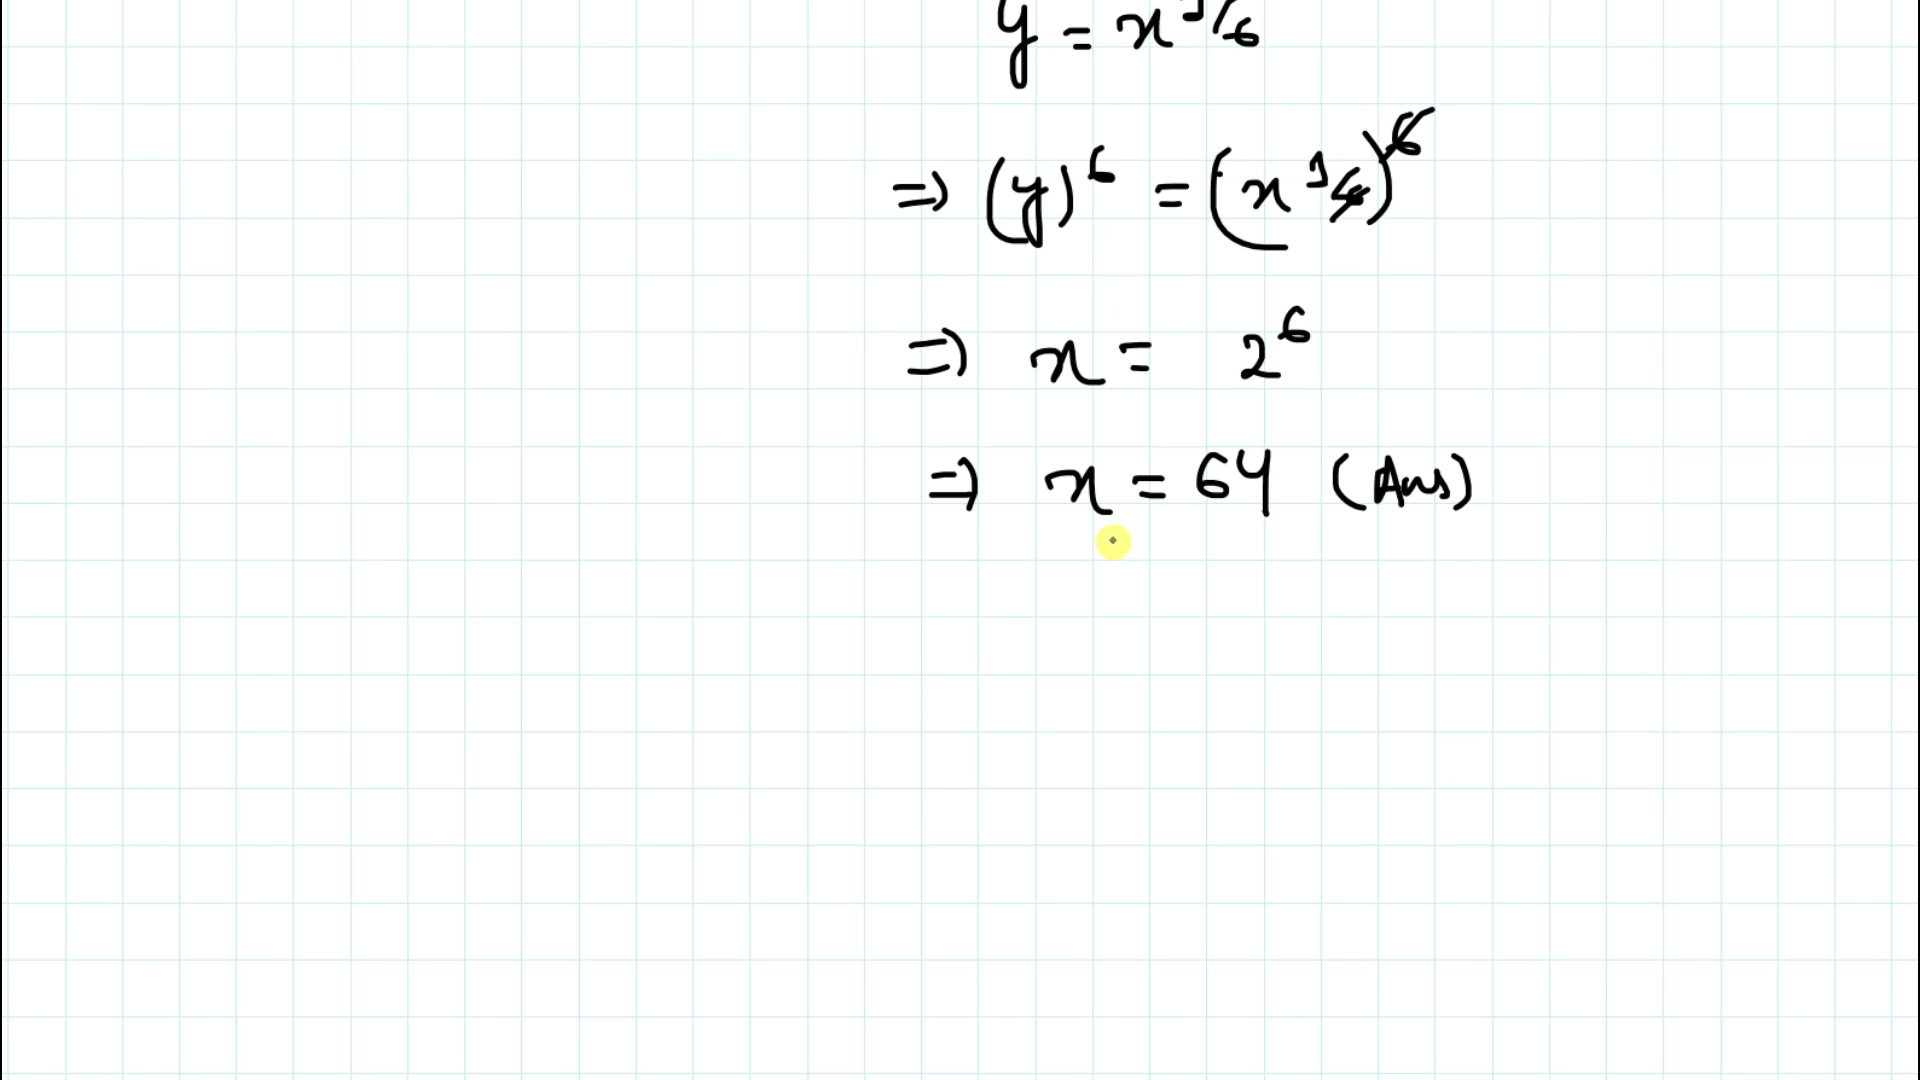 y = x^1/6
=> (y)^6 = (x^1/6)^6
=> x = 2^6
=> x = 64 (Ans)